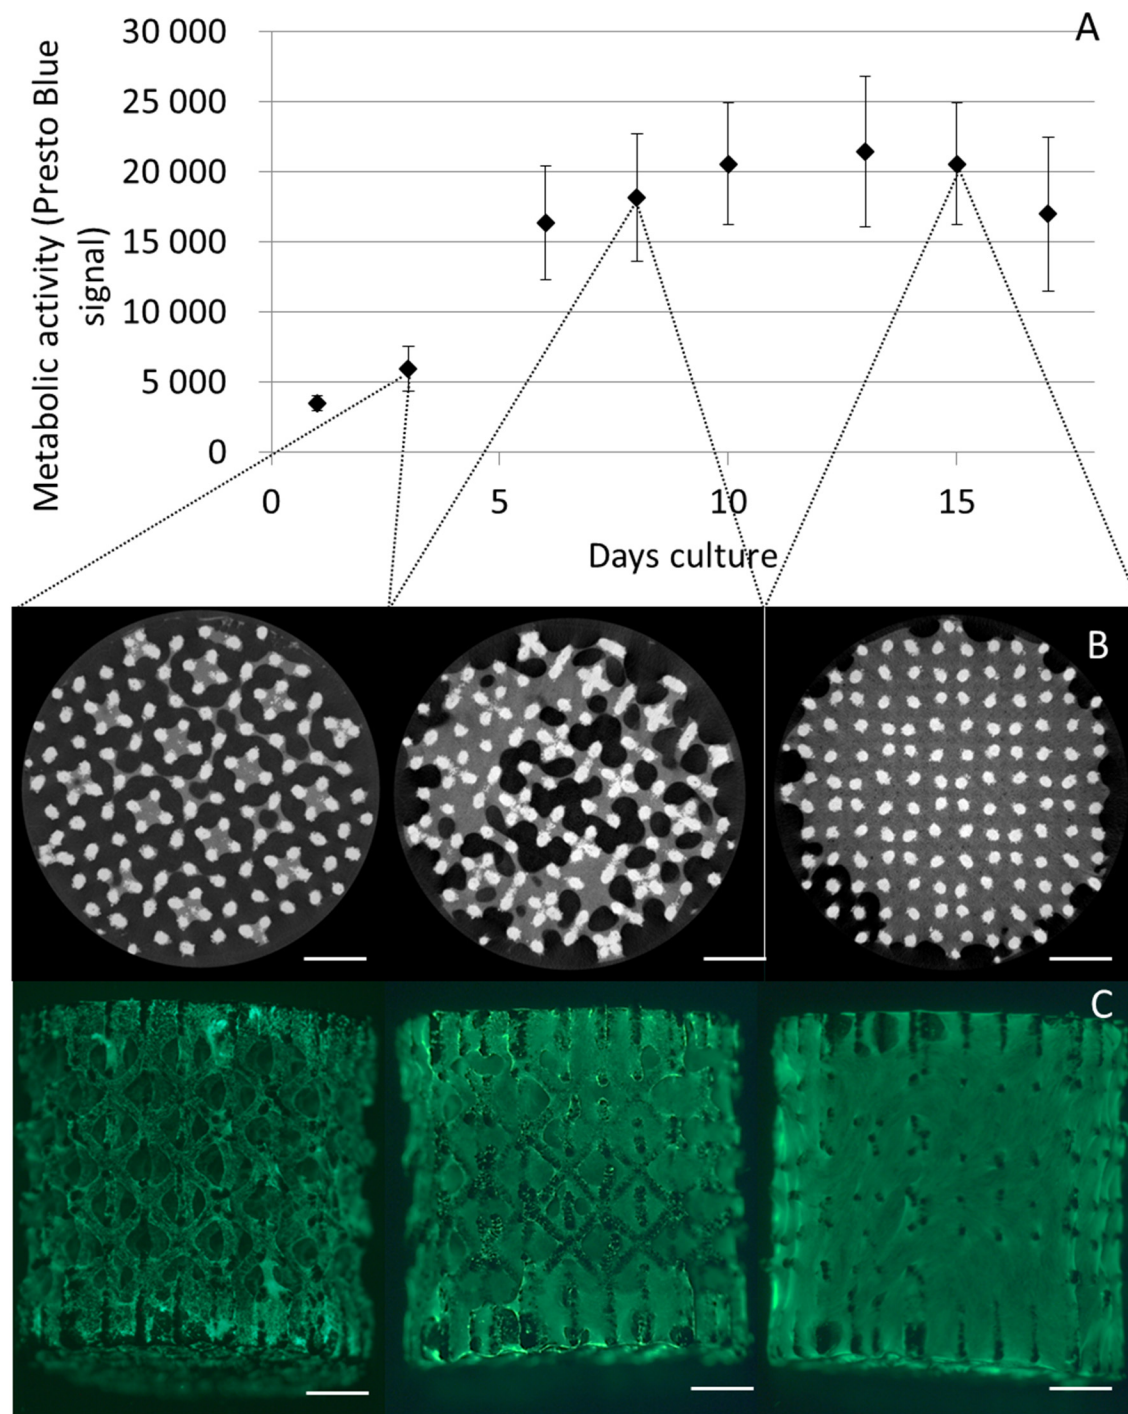 A
30 000
25 000
20 000
15 000
10 000
5 000
0
Metabolic activity (Presto Blue
signal)
0 5 10 15
Days culture
B
C